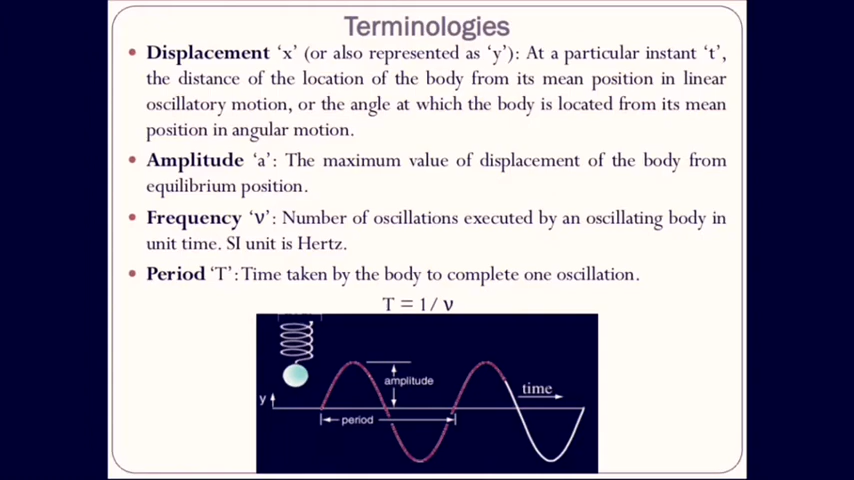 Terminologies
• Displacement ‘x’ (or also represented as ‘y’): At a particular instant ‘t’,
the distance of the location of the body from its mean position in linear
oscillatory motion, or the angle at which the body is located from its mean
position in angular motion.
• Amplitude ‘a’: The maximum value of displacement of the body from
equilibrium position.
• Frequency ‘ν’: Number of oscillations executed by an oscillating body in
unit time. SI unit is Hertz.
• Period ‘T’: Time taken by the body to complete one oscillation.
T = 1/ ν
amplitude
time
y
period